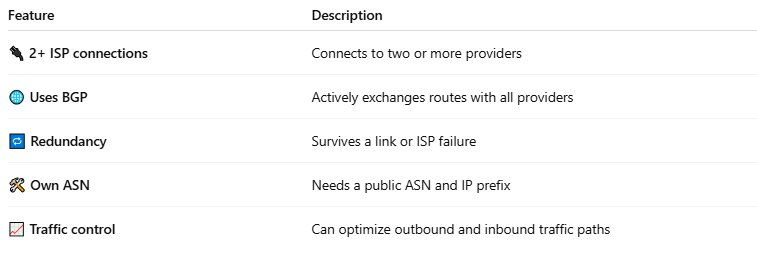 Feature Description
2+ ISP connections Connects to two or more providers
Uses BGP Actively exchanges routes with all providers
Redundancy Survives a link or ISP failure
Own ASN Needs a public ASN and IP prefix
Traffic control Can optimize outbound and inbound traffic paths